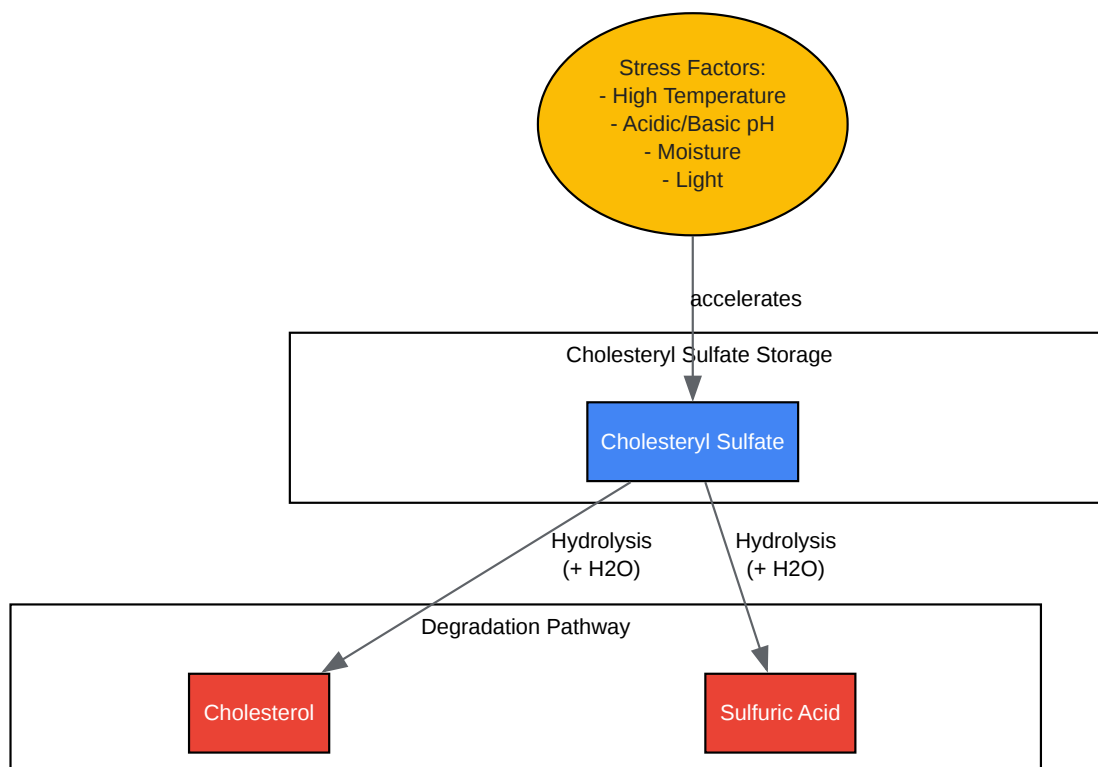 Stress Factors:
- High Temperature
- Acidic/Basic pH
- Moisture
- Light
accelerates
Cholesteryl Sulfate Storage
Cholesteryl Sulfate
Hydrolysis
(+ H2O)
Hydrolysis
(+ H2O)
Degradation Pathway
Cholesterol
Sulfuric Acid